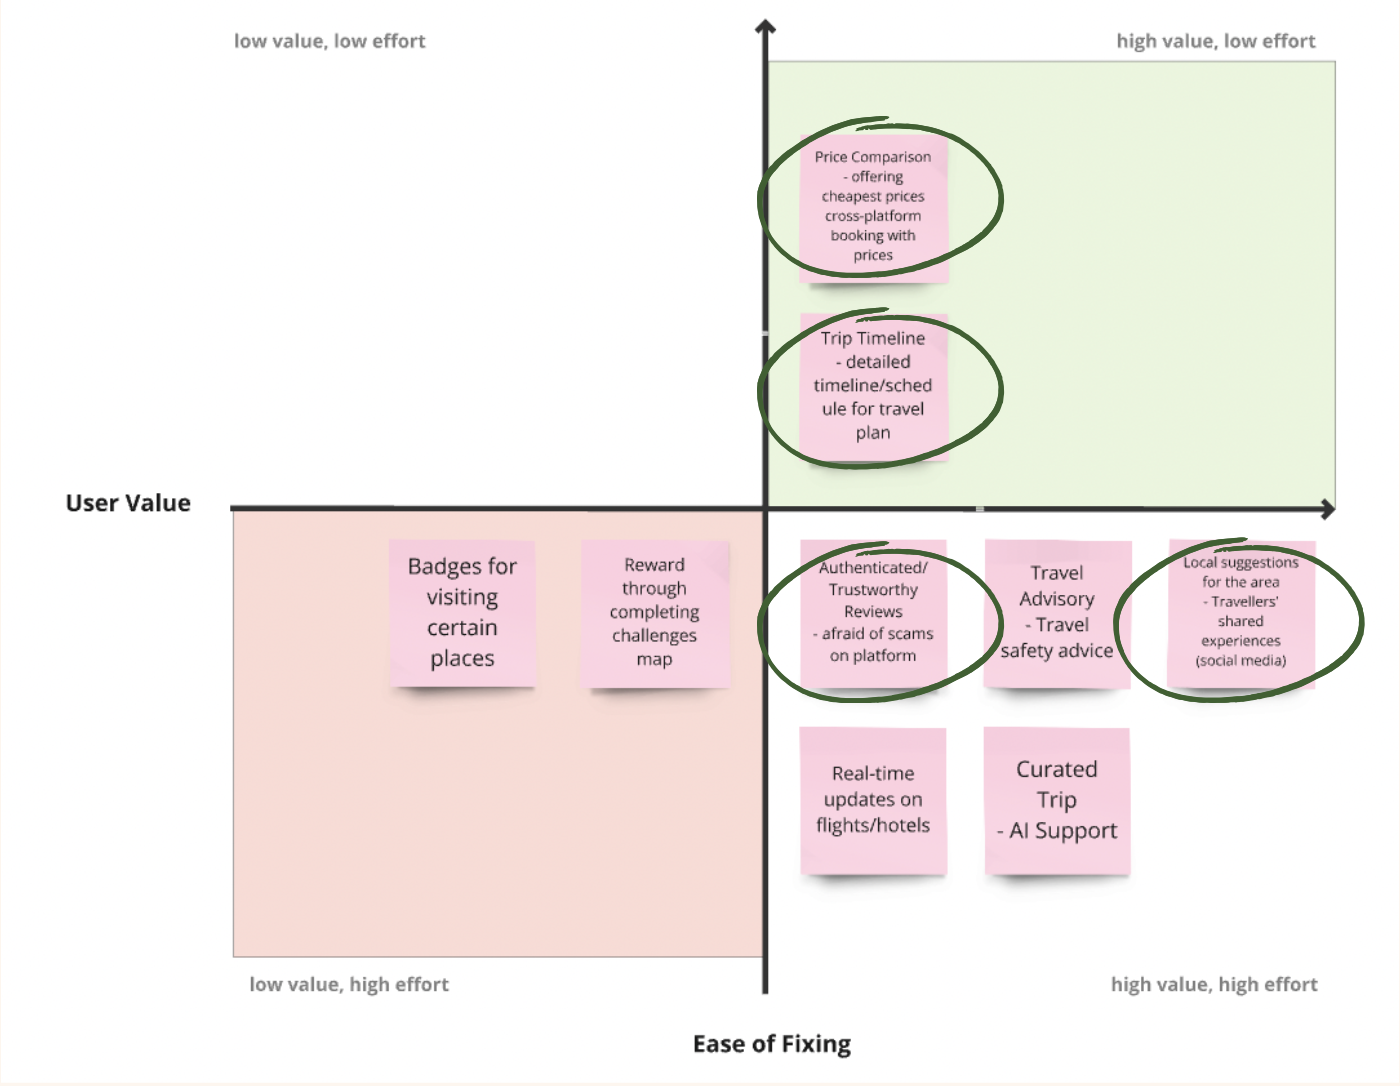 low value, low effort
high value, low effort
Price Comparison
- offering
cheapest prices
cross-platform
booking with
prices
Trip Timeline
- detailed
timeline/sched
ule for travel
plan
User Value
Badges for
visiting
certain
places
Reward
through
completing
challenges
map
Authenticated/
Trustworthy
Reviews
- afraid of scams
on platform
Travel
Advisory
- Travel
safety advice
Local suggestions
for the area
- Travellers'
shared
experiences
(social media)
Real-time
updates on
flights/hotels
Curated
Trip
- AI Support
low value, high effort
high value, high effort
Ease of Fixing